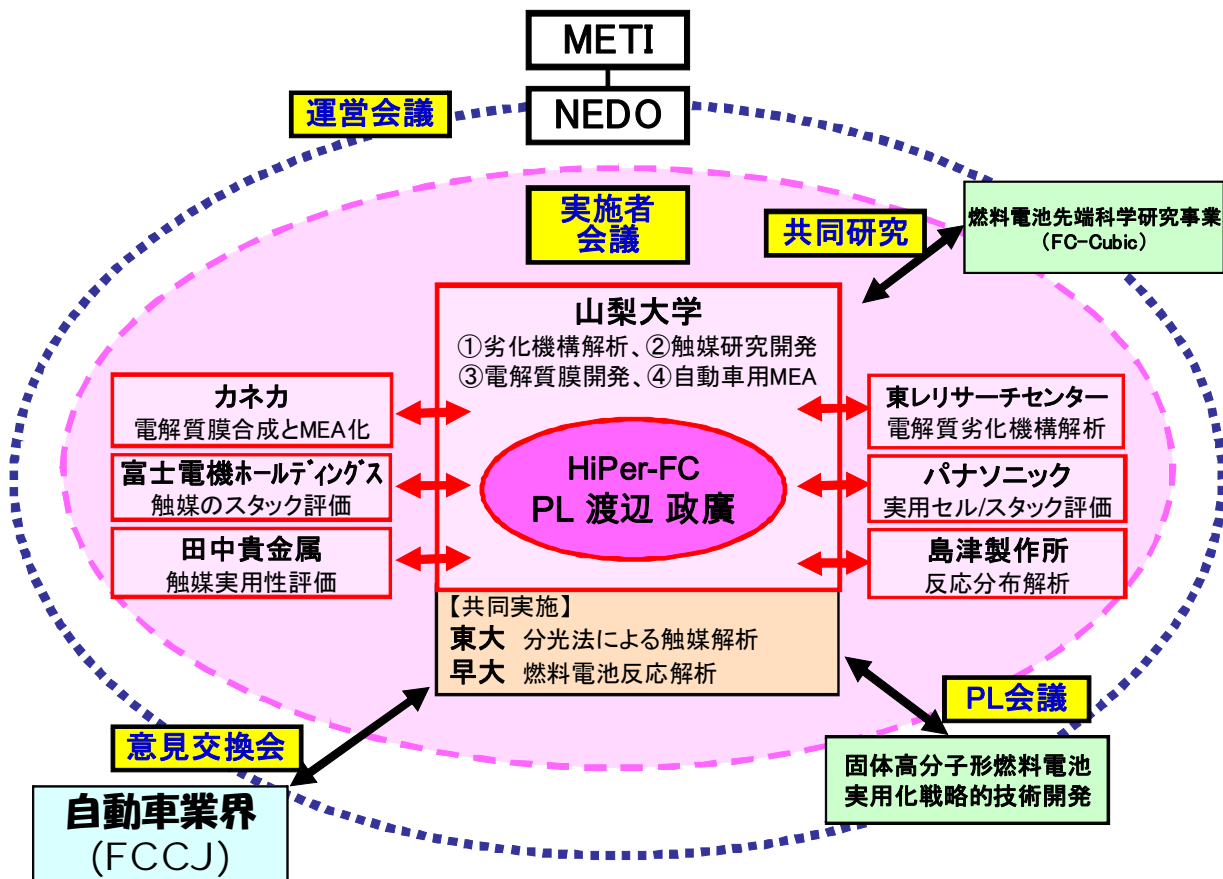 METI
NEDO
運営会議
実施者
会議
共同研究
燃料電池先端科学研究事業
(FC-Cubic)
山梨大学
①劣化機構解析、②触媒研究開発
③電解質膜開発、④自動車用MEA
カネカ
電解質膜合成とMEA化
富士電機ホールディングス
触媒のスタック評価
田中貴金属
触媒実用性評価
HiPer-FC
PL 渡辺 政廣
東レリサーチセンター
電解質劣化機構解析
パナソニック
実用セル/スタック評価
島津製作所
反応分布解析
【共同実施】
東大 分光法による触媒解析
早大 燃料電池反応解析
意見交換会
自動車業界
(FCCJ)
PL会議
固体高分子形燃料電池
実用化戦略的技術開発